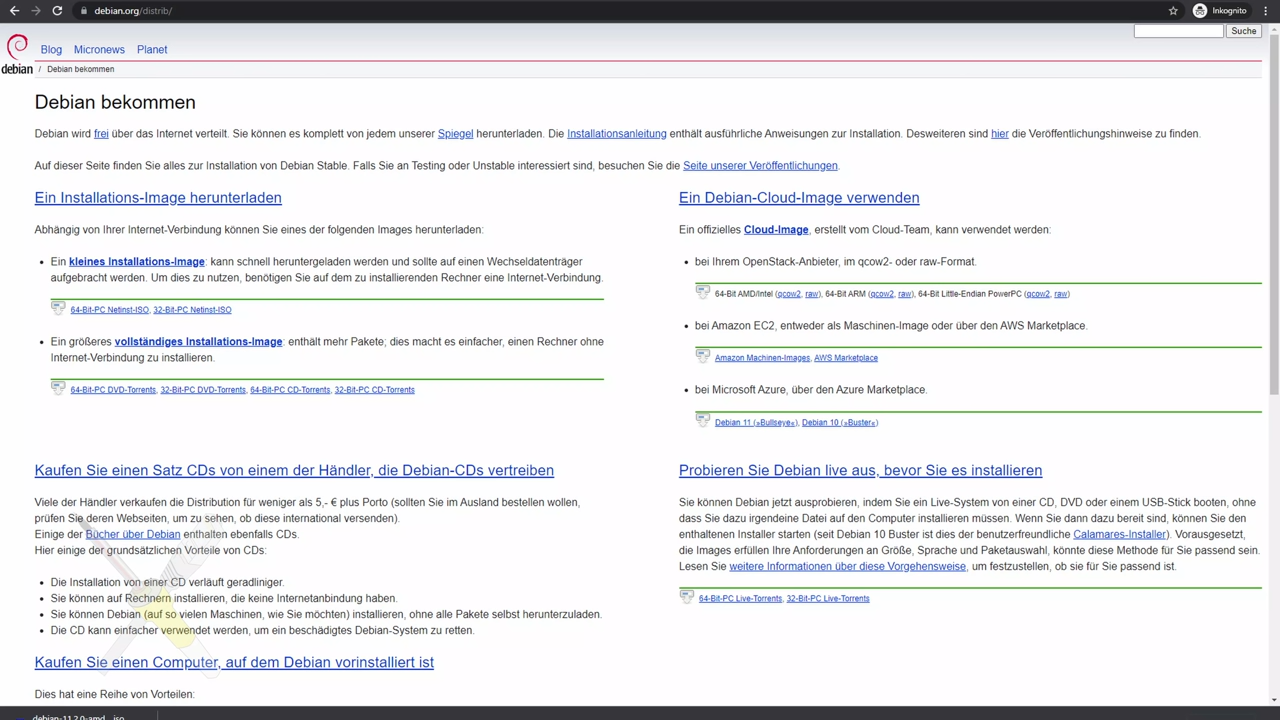 debian.org/distrib/
Inkognito
Suche
Blog Micronews Planet
debian / Debian bekommen
Debian bekommen
Debian wird frei über das Internet verteilt. Sie können es komplett von jedem unserer Spiegel herunterladen. Die Installationsanleitung enthält ausführliche Anweisungen zur Installation. Desweiteren sind hier die Veröffentlichungshinweise zu finden.
Auf dieser Seite finden Sie alles zur Installation von Debian Stable. Falls Sie an Testing oder Unstable interessiert sind, besuchen Sie die Seite unserer Veröffentlichungen.
Ein Installations-Image herunterladen
Abhängig von Ihrer Internet-Verbindung können Sie eines der folgenden Images herunterladen:
• Ein kleines Installations-Image: kann schnell heruntergeladen werden und sollte auf einen Wechseldatenträger
aufgebracht werden. Um dies zu nutzen, benötigen Sie auf dem zu installierenden Rechner eine Internet-Verbindung.
64-Bit-PC Netinst-ISO, 32-Bit-PC Netinst-ISO
• Ein größeres vollständiges Installations-Image: enthält mehr Pakete; dies macht es einfacher, einen Rechner ohne
Internet-Verbindung zu installieren.
64-Bit-PC DVD-Torrents, 32-Bit-PC DVD-Torrents, 64-Bit-PC CD-Torrents, 32-Bit-PC CD-Torrents
Ein Debian-Cloud-Image verwenden
Ein offizielles Cloud-Image, erstellt vom Cloud-Team, kann verwendet werden:
• bei Ihrem OpenStack-Anbieter, im qcow2- oder raw-Format.
64-Bit AMD/Intel (qcow2, raw), 64-Bit ARM (qcow2, raw), 64-Bit Little-Endian PowerPC (qcow2, raw)
• bei Amazon EC2, entweder als Maschinen-Image oder über den AWS Marketplace.
Amazon Machinen-Images, AWS Marketplace
• bei Microsoft Azure, über den Azure Marketplace.
Debian 11 (»Bullseye«), Debian 10 (»Buster«)
Kaufen Sie einen Satz CDs von einem der Händler, die Debian-CDs vertreiben
Viele der Händler verkaufen die Distribution für weniger als 5,- € plus Porto (sollten Sie im Ausland bestellen wollen,
prüfen Sie deren Webseiten, um zu sehen, ob diese international versenden).
Einige der Bücher über Debian enthalten ebenfalls CDs.
Hier einige der grundsätzlichen Vorteile von CDs:
• Die Installation von einer CD verläuft geradliniger.
• Sie können auf Rechnern installieren, die keine Internetanbindung haben.
• Sie können Debian (auf so vielen Maschinen, wie Sie möchten) installieren, ohne alle Pakete selbst herunterzuladen.
• Die CD kann einfacher verwendet werden, um ein beschädigtes Debian-System zu retten.
Probieren Sie Debian live aus, bevor Sie es installieren
Sie können Debian jetzt ausprobieren, indem Sie ein Live-System von einer CD, DVD oder einem USB-Stick booten, ohne
dass Sie dazu irgendeine Datei auf den Computer installieren müssen. Wenn Sie dann dazu bereit sind, können Sie den
enthaltenen Installer starten (seit Debian 10 Buster ist dies der benutzerfreundliche Calamares-Installer). Vorausgesetzt,
die Images erfüllen Ihre Anforderungen an Größe, Sprache und Paketauswahl, könnte diese Methode für Sie passend sein.
Lesen Sie weitere Informationen über diese Vorgehensweise, um festzustellen, ob sie für Sie passend ist.
64-Bit-PC Live-Torrents, 32-Bit-PC Live-Torrents
Kaufen Sie einen Computer, auf dem Debian vorinstalliert ist
Dies hat eine Reihe von Vorteilen:
debian-11.2.0-amd....iso